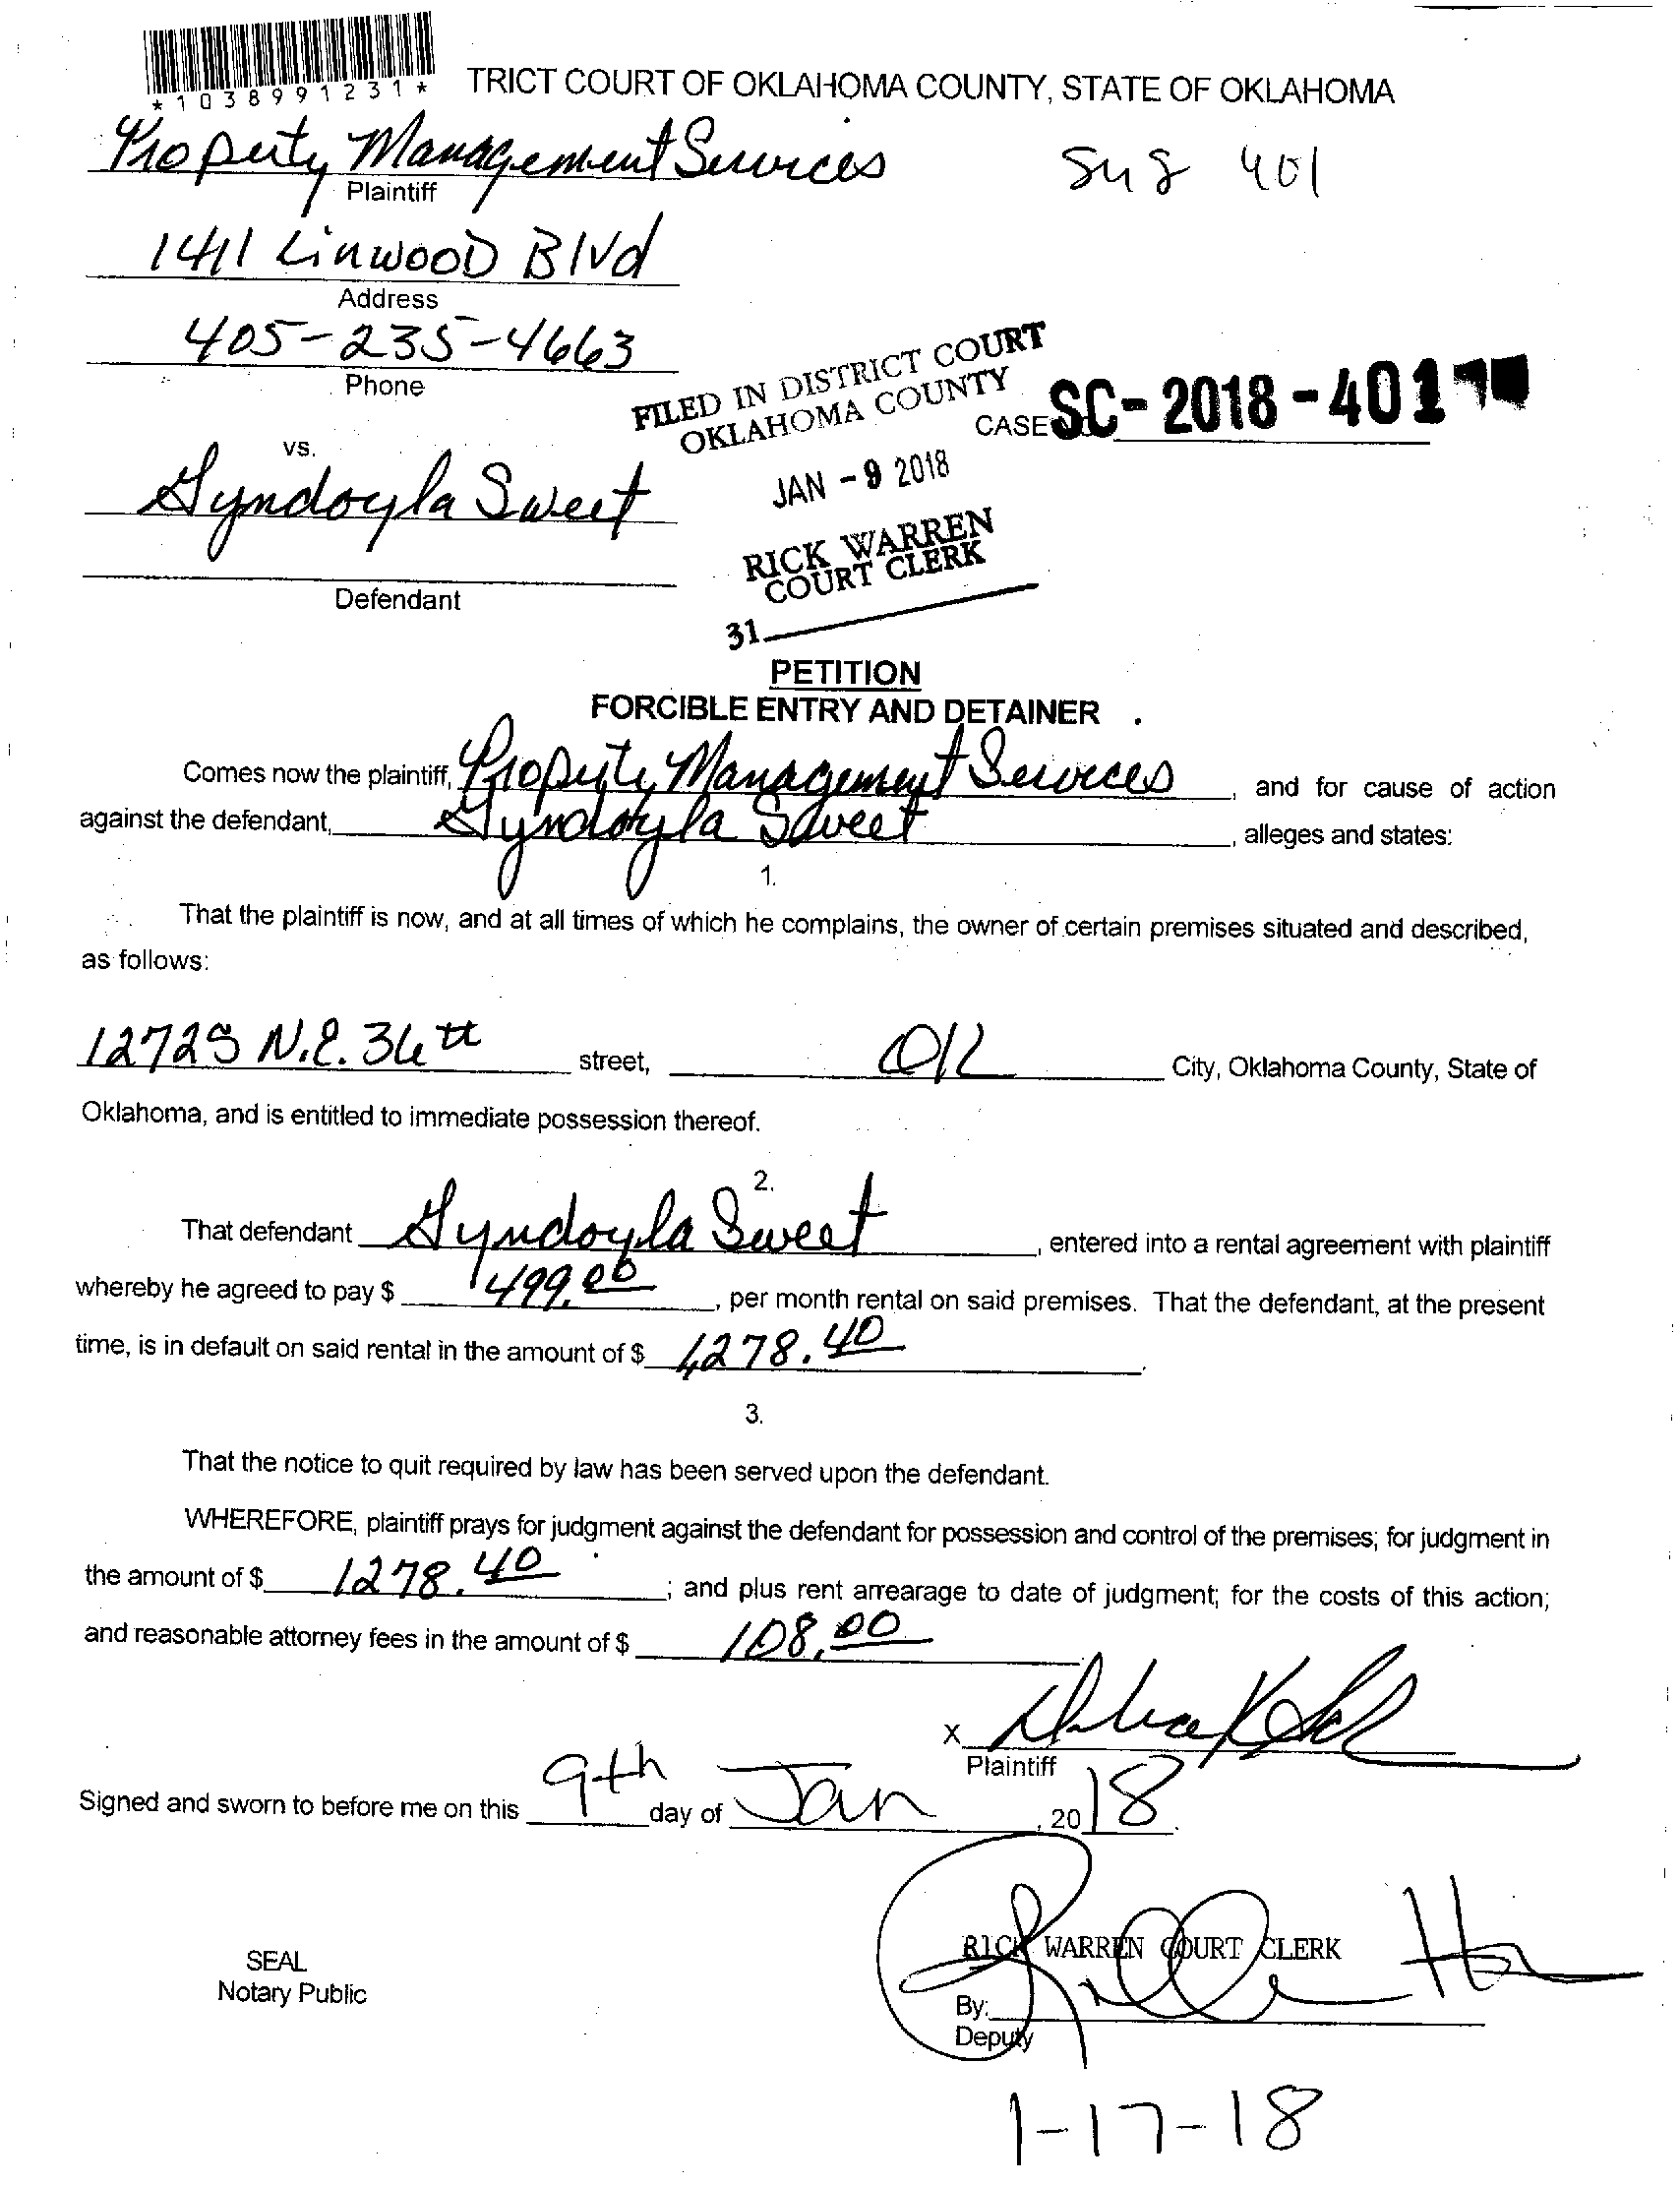 *1038991231*
TRICT COURT OF OKLAHOMA COUNTY, STATE OF OKLAHOMA
Property Management Services
Plaintiff
401
1411 Linwood Blvd
Address
405-235-4663
Phone
FILED IN DISTRICT COURT
OKLAHOMA COUNTY
CASE SC-2018-401
vs.
JAN - 9 2018
Sweet
RICK WARREN
COURT CLERK
Defendant
31
PETITION
FORCIBLE ENTRY AND DETAINER
Comes now the plaintiff, Property Management Services, and for cause of action
against the defendant, Sweet, alleges and states:
1.
That the plaintiff is now, and at all times of which he complains, the owner of certain premises situated and described,
as follows:
12725 N.E. 36th street, City, Oklahoma County, State of
Oklahoma, and is entitled to immediate possession thereof.
2.
That defendant Sweet, entered into a rental agreement with plaintiff
whereby he agreed to pay $ 499.00, per month rental on said premises. That the defendant, at the present
time, is in default on said rental in the amount of $ 1278.40.
3.
That the notice to quit required by law has been served upon the defendant.
WHEREFORE, plaintiff prays for judgment against the defendant for possession and control of the premises; for judgment in
the amount of $ 1278.40; and plus rent arrearage to date of judgment; for the costs of this action;
and reasonable attorney fees in the amount of $ 108.00
X
Plaintiff
Signed and sworn to before me on this 9th day of Jan, 2018.
RICK WARREN COURT CLERK
SEAL
Notary Public
By:
Deputy
1-17-18